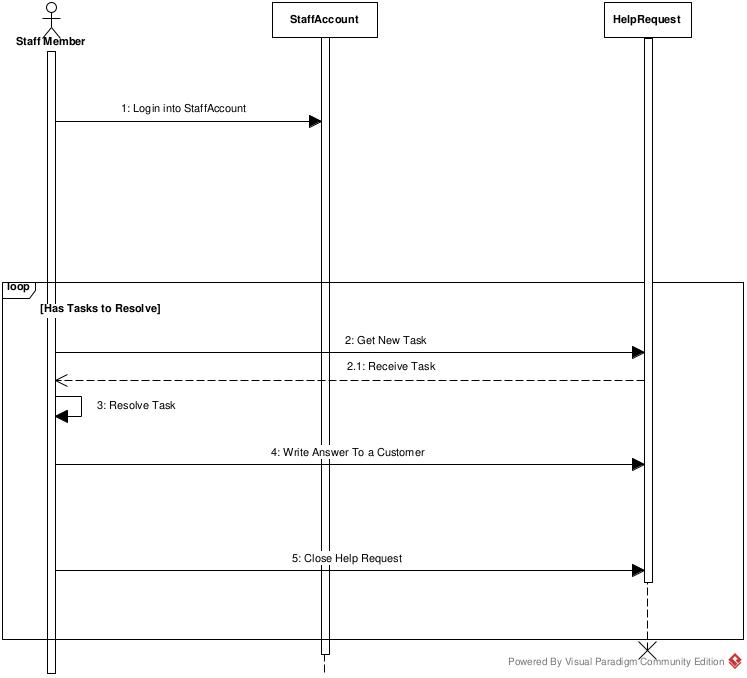 Staff Member
StaffAccount
HelpRequest
1: Login into StaffAccount
loop
[Has Tasks to Resolve]
2: Get New Task
2.1: Receive Task
3: Resolve Task
4: Write Answer To a Customer
5: Close Help Request
Powered By Visual Paradigm Community Edition